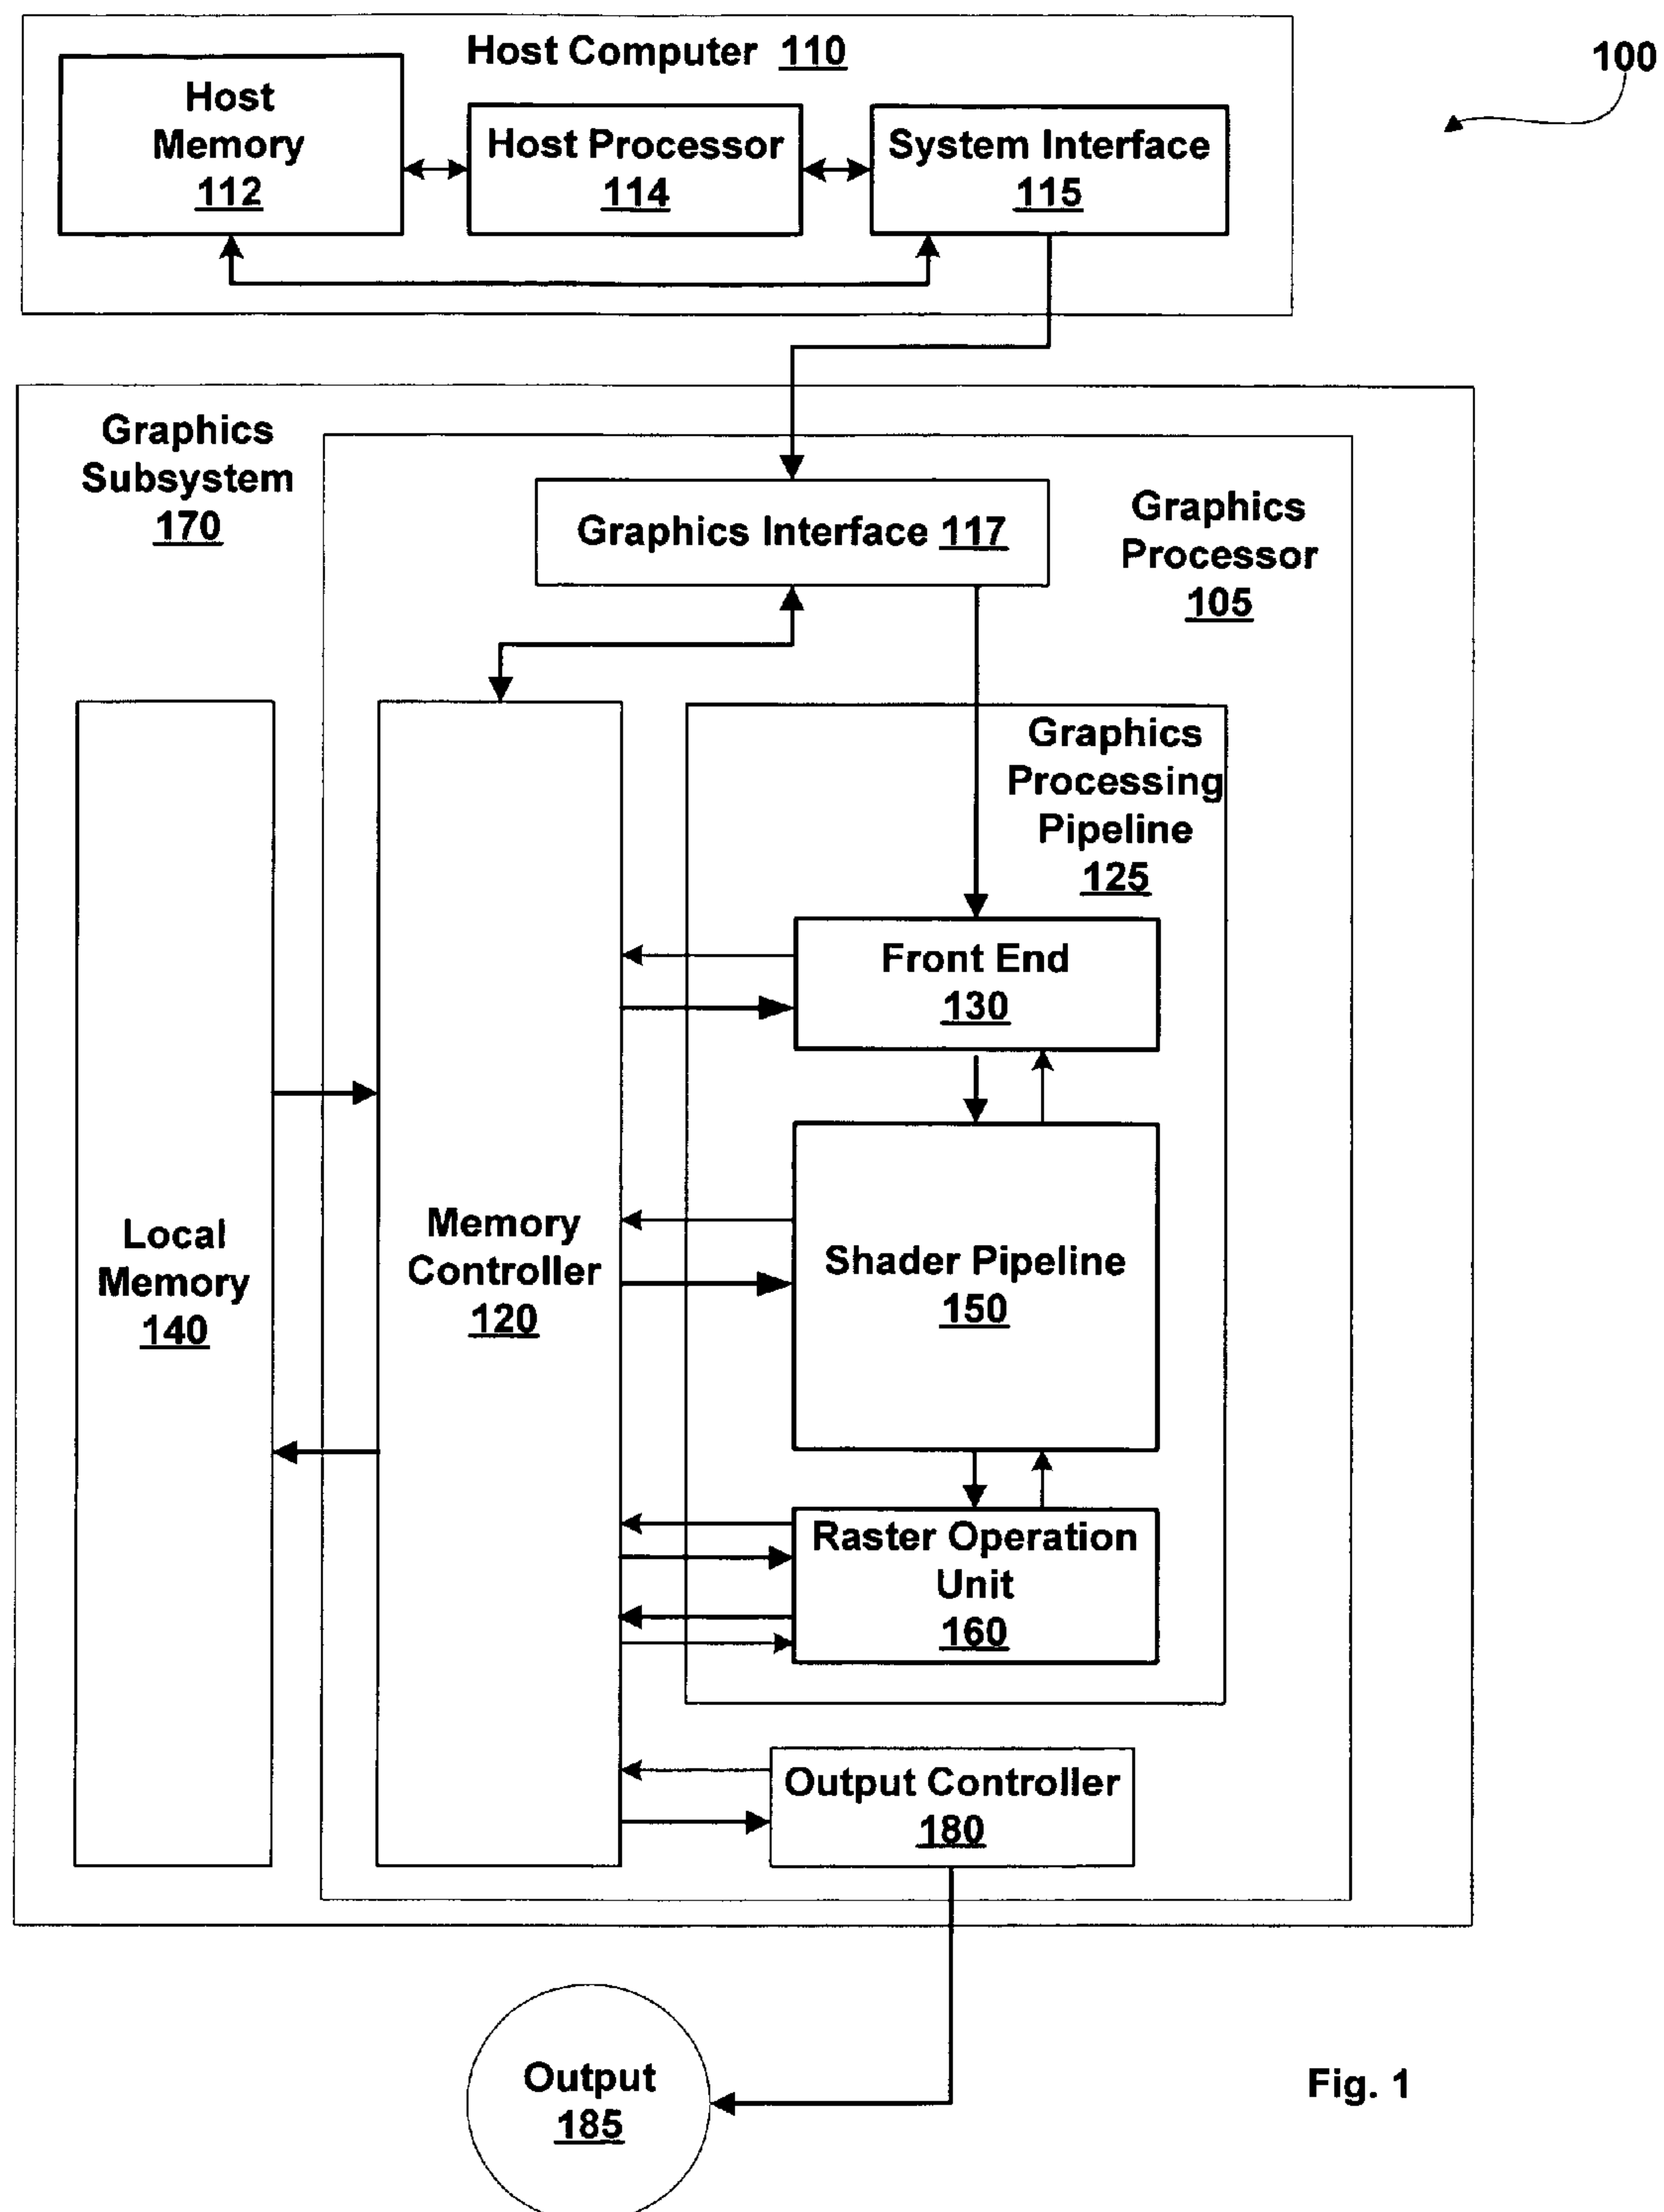 Host Computer 110
100
Host
Memory
112
Host Processor
114
System Interface
115
Graphics
Subsystem
170
Graphics Interface 117
Graphics
Processor
105
Graphics
Processing
Pipeline
125
Front End
130
Local
Memory
140
Memory
Controller
120
Shader Pipeline
150
Raster Operation
Unit
160
Output Controller
180
Output
185
Fig. 1